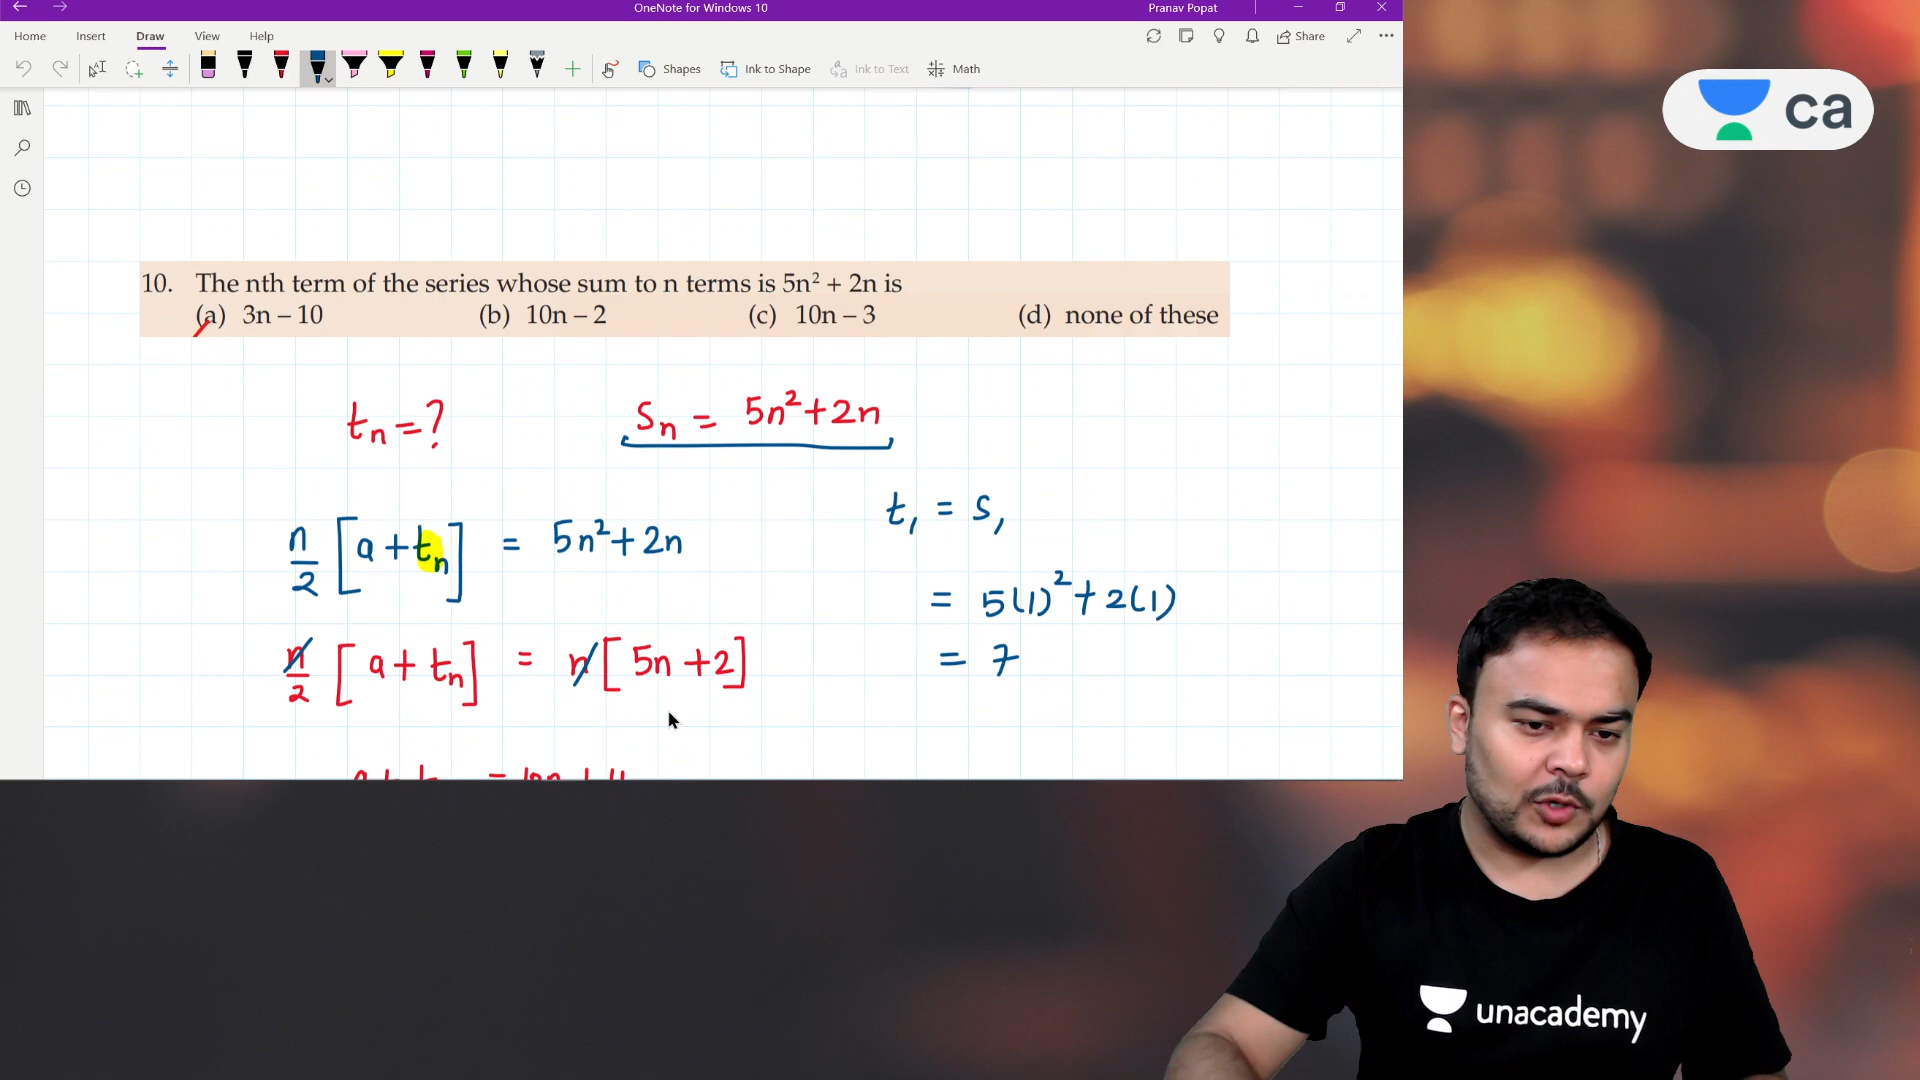 OneNote for Windows 10
Pranav Popat
Home Insert Draw View Help
Share
Shapes Ink to Shape Ink to Text Math
ca
10. The nth term of the series whose sum to n terms is 5n² + 2n is
(a) 3n – 10 (b) 10n – 2 (c) 10n – 3 (d) none of these
tₙ = ?
Sₙ = 5n² + 2n
n/2 [a + tₙ] = 5n² + 2n
t₁ = S₁
= 5(1)² + 2(1)
n/2 [a + tₙ] = n[5n + 2]
= 7
unacademy